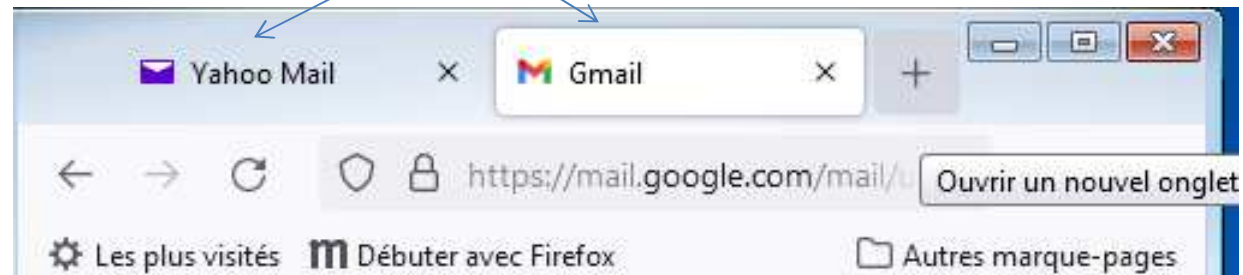 Yahoo Mail Gmail
https://mail.google.com/mail/u Ouvrir un nouvel onglet
Les plus visités Débuter avec Firefox Autres marque-pages